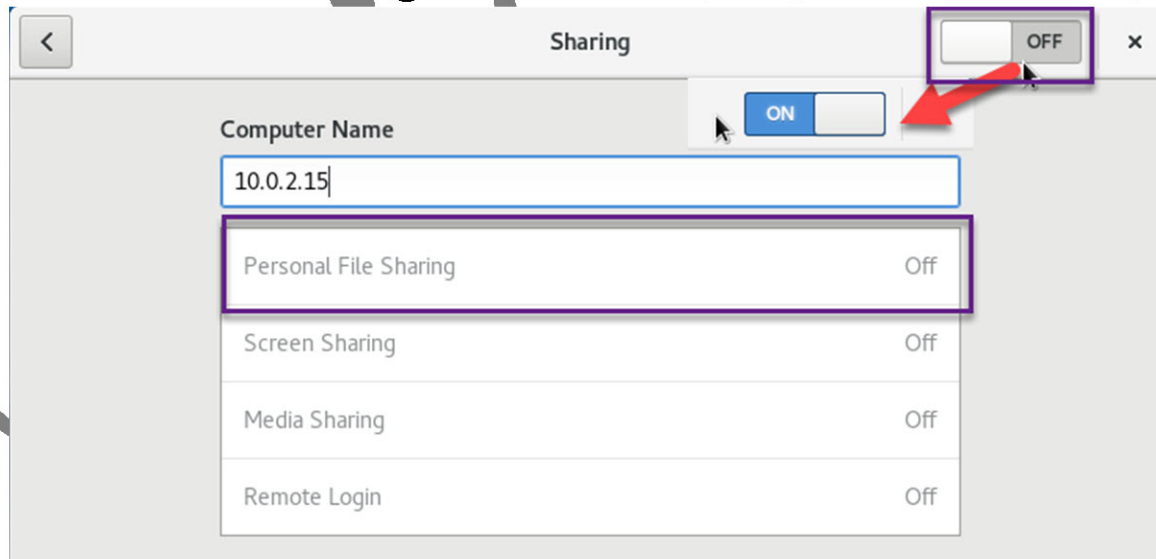 Sharing
OFF
ON
Computer Name
10.0.2.15
Personal File Sharing Off
Screen Sharing Off
Media Sharing Off
Remote Login Off